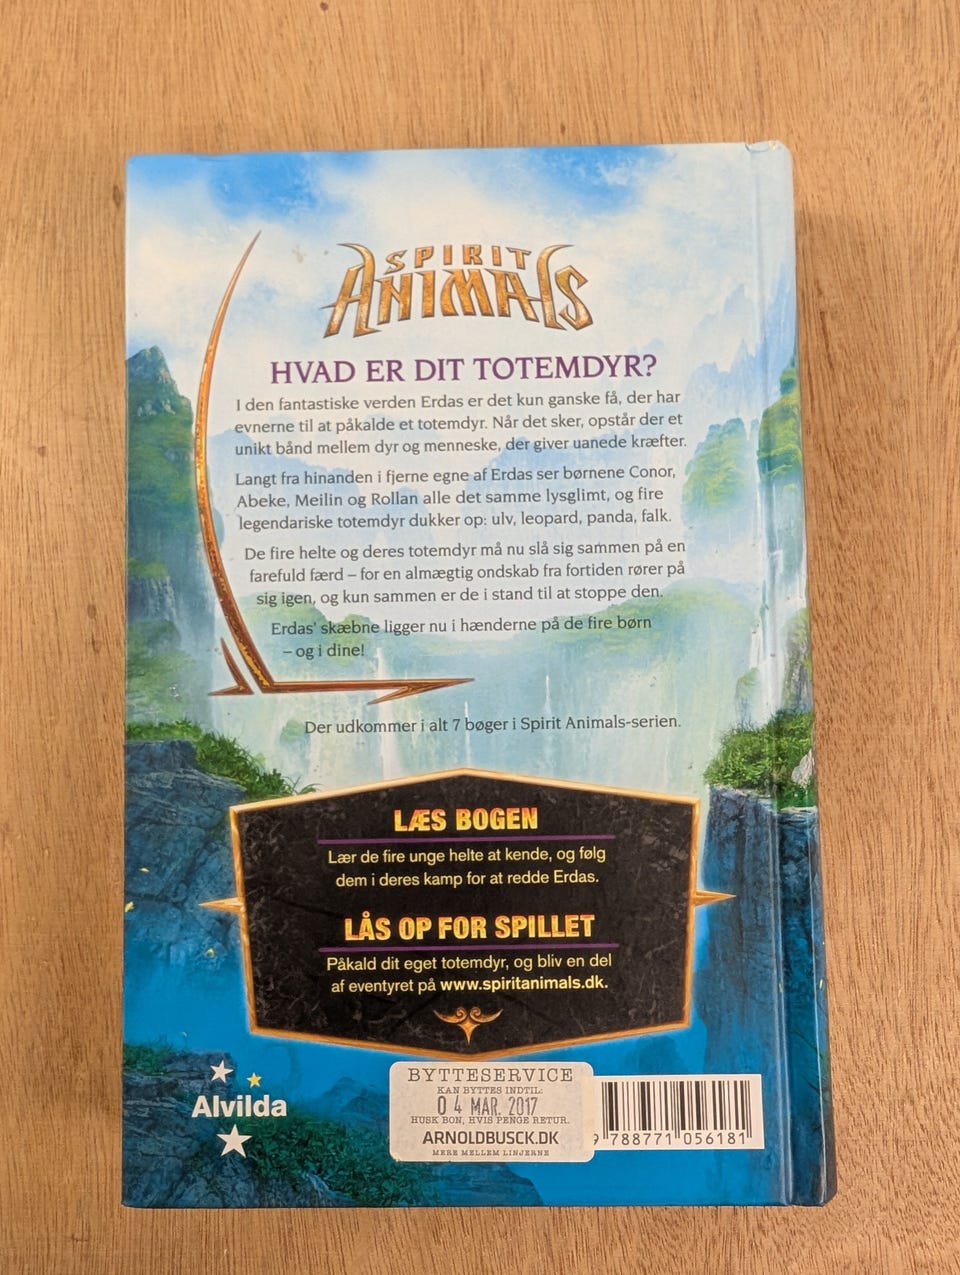 SPIRIT
ANIMALS
HVAD ER DIT TOTEMDYR?
I den fantastiske verden Erdas er det kun ganske få, der har
evnerne til at påkalde et totemdyr. Når det sker, opstår der et
unikt bånd mellem dyr og menneske, der giver uanede kræfter.
Langt fra hinanden i fjerne egne af Erdas ser børnene Conor,
Abeke, Meilin og Rollan alle det samme lysglimt, og fire
legendariske totemdyr dukker op: ulv, leopard, panda, falk.
De fire helte og deres totemdyr må nu slå sig sammen på en
farefuld færd – for en almægtig ondskab fra fortiden rører på
sig igen, og kun sammen er de i stand til at stoppe den.
Erdas' skæbne ligger nu i hænderne på de fire børn
– og i dine!
Der udkommer i alt 7 bøger i Spirit Animals-serien.
LÆS BOGEN
Lær de fire unge helte at kende, og følg
dem i deres kamp for at redde Erdas.
LÅS OP FOR SPILLET
Påkald dit eget totemdyr, og bliv en del
af eventyret på www.spiritanimals.dk.
Alvilda
BYTTESERVICE
KAN BYTTES INDTIL:
04 MAR. 2017
HUSK BON, HVIS PENGE RETUR.
ARNOLDBUSCK.DK
MERE MELLEM LINJERNE
9 788771 056181